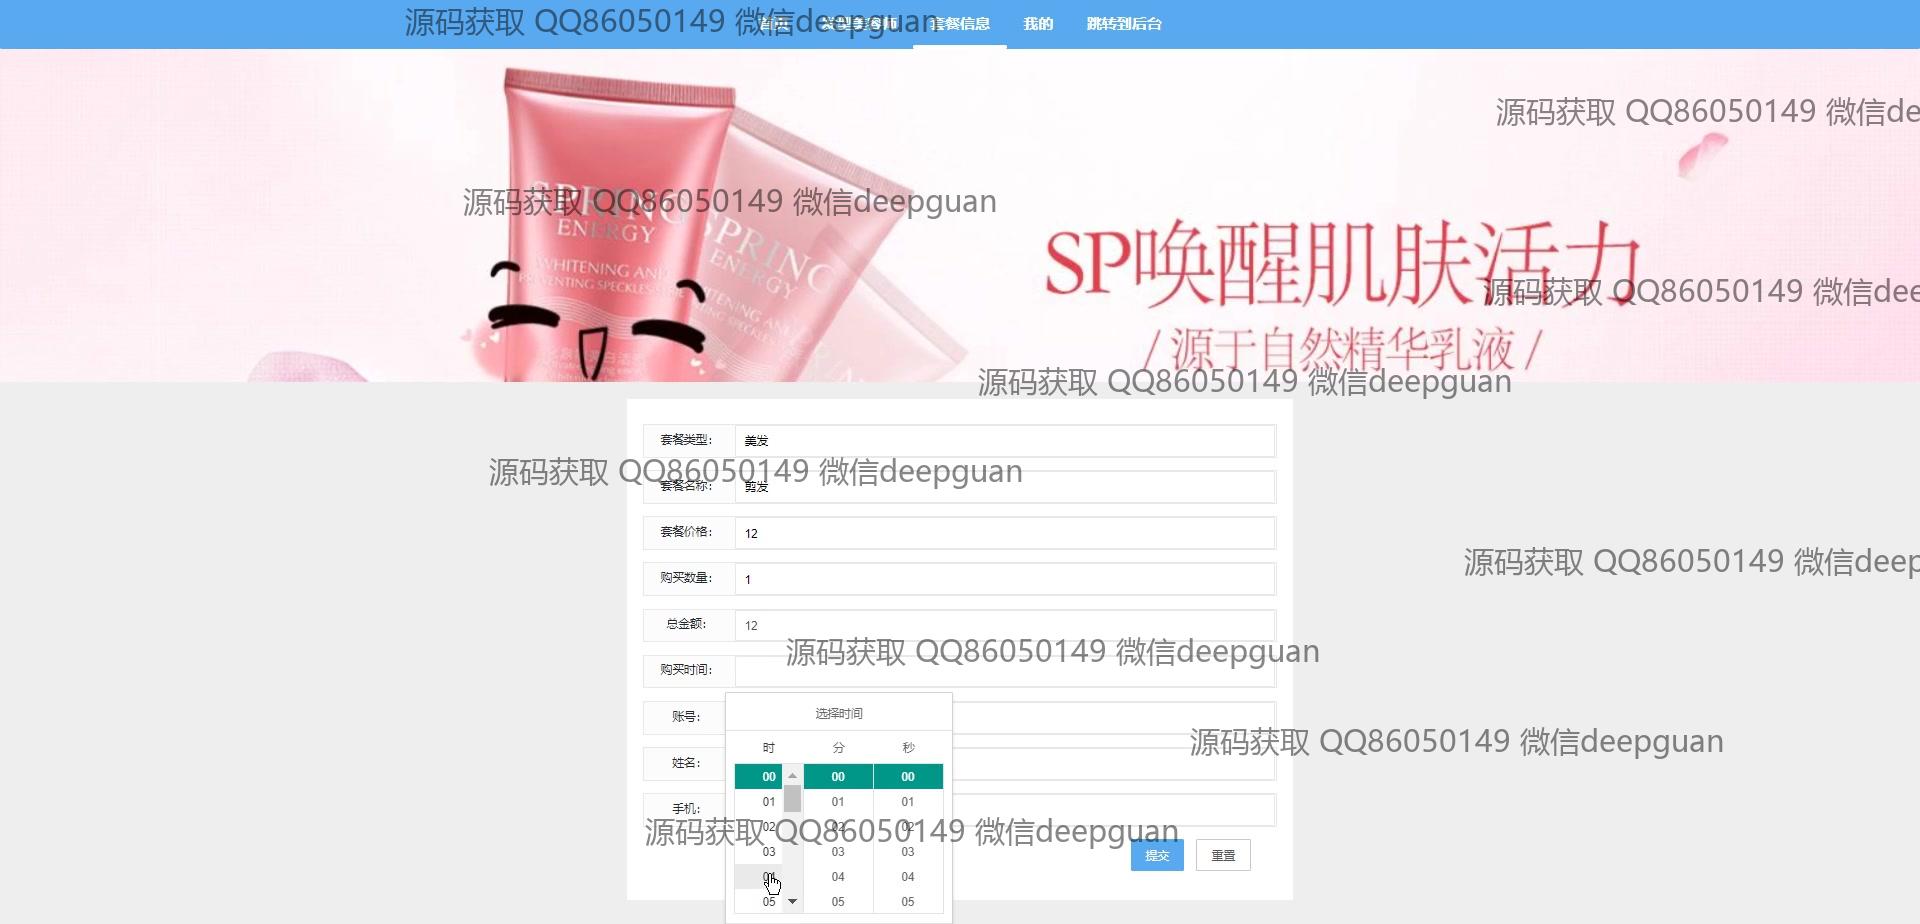 首页 发型美容师 套餐信息 我的 跳转到后台
源码获取 QQ86050149 微信deepguan
源码获取 QQ86050149 微信de
SPRING
ENERGY
WHITENING AND
PREVENTING SPECKLES
SPRING
ENERGY
源码获取 QQ86050149 微信deepguan
SP唤醒肌肤活力
源码获取 QQ86050149 微信dee
/ 源于自然精华乳液 /
源码获取 QQ86050149 微信deepguan
套餐类型: 美发
源码获取 QQ86050149 微信deepguan
套餐名称: 剪发
套餐价格: 12
源码获取 QQ86050149 微信deep
购买数量: 1
总金额: 12
源码获取 QQ86050149 微信deepguan
购买时间:
选择时间
账号:
源码获取 QQ86050149 微信deepguan
时 分 秒
姓名:
00 00 00
01 01 01
手机:
02 02 02
源码获取 QQ86050149 微信deepguan
03 03 03
提交 重置
04 04 04
05 05 05